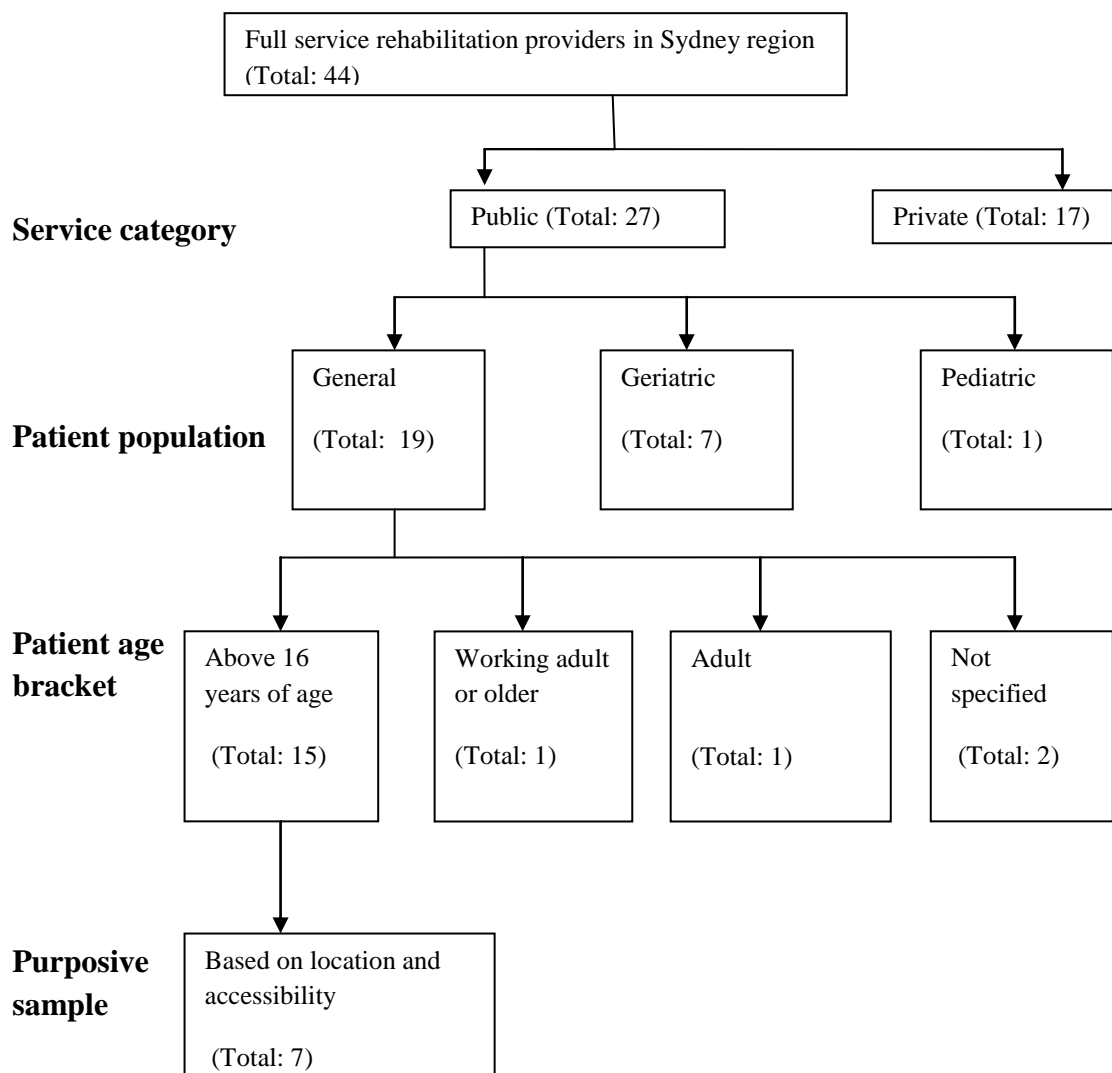 Full service rehabilitation providers in Sydney region
(Total: 44)
Service category
Public (Total: 27)
Private (Total: 17)
Patient population
General
(Total:  19)
Geriatric
(Total: 7)
Pediatric
(Total: 1)
Patient age
bracket
Above 16
years of age
(Total: 15)
Working adult
or older
(Total: 1)
Adult
(Total: 1)
Not
specified
(Total: 2)
Purposive
sample
Based on location and
accessibility
(Total: 7)